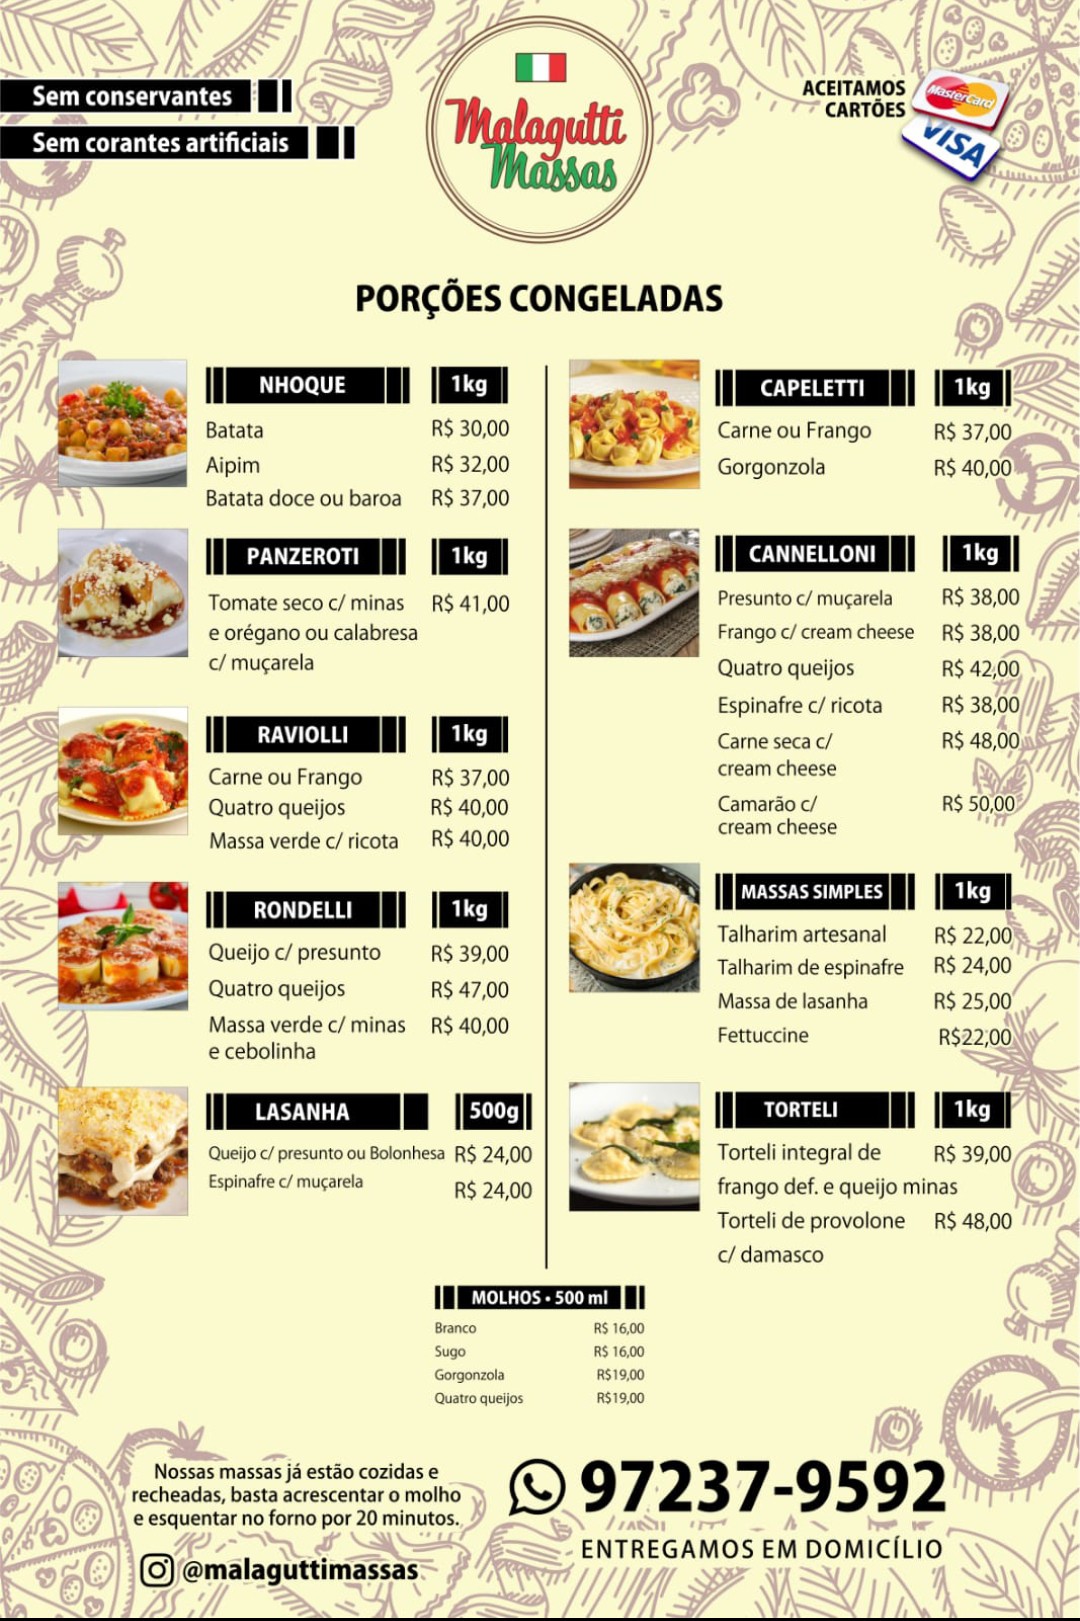 Sem conservantes
Sem corantes artificiais
Malagutti
Massas
ACEITAMOS
CARTÕES
MasterCard
VISA
PORÇÕES CONGELADAS
NHOQUE 1kg
Batata R$ 30,00
Aipim R$ 32,00
Batata doce ou baroa R$ 37,00
PANZEROTI 1kg
Tomate seco c/ minas R$ 41,00
e orégano ou calabresa
c/ muçarela
RAVIOLLI 1kg
Carne ou Frango R$ 37,00
Quatro queijos R$ 40,00
Massa verde c/ ricota R$ 40,00
RONDELLI 1kg
Queijo c/ presunto R$ 39,00
Quatro queijos R$ 47,00
Massa verde c/ minas R$ 40,00
e cebolinha
LASANHA 500g
Queijo c/ presunto ou Bolonhesa R$ 24,00
Espinafre c/ muçarela R$ 24,00
CAPELETTI 1kg
Carne ou Frango R$ 37,00
Gorgonzola R$ 40,00
CANNELLONI 1kg
Presunto c/ muçarela R$ 38,00
Frango c/ cream cheese R$ 38,00
Quatro queijos R$ 42,00
Espinafre c/ ricota R$ 38,00
Carne seca c/ R$ 48,00
cream cheese
Camarão c/ R$ 50,00
cream cheese
MASSAS SIMPLES 1kg
Talharim artesanal R$ 22,00
Talharim de espinafre R$ 24,00
Massa de lasanha R$ 25,00
Fettuccine R$22,00
TORTELI 1kg
Torteli integral de R$ 39,00
frango def. e queijo minas
Torteli de provolone R$ 48,00
c/ damasco
MOLHOS • 500 ml
Branco R$ 16,00
Sugo R$ 16,00
Gorgonzola R$19,00
Quatro queijos R$19,00
Nossas massas já estão cozidas e
recheadas, basta acrescentar o molho
e esquentar no forno por 20 minutos.
@malaguttimassas
97237-9592
ENTREGAMOS EM DOMICÍLIO